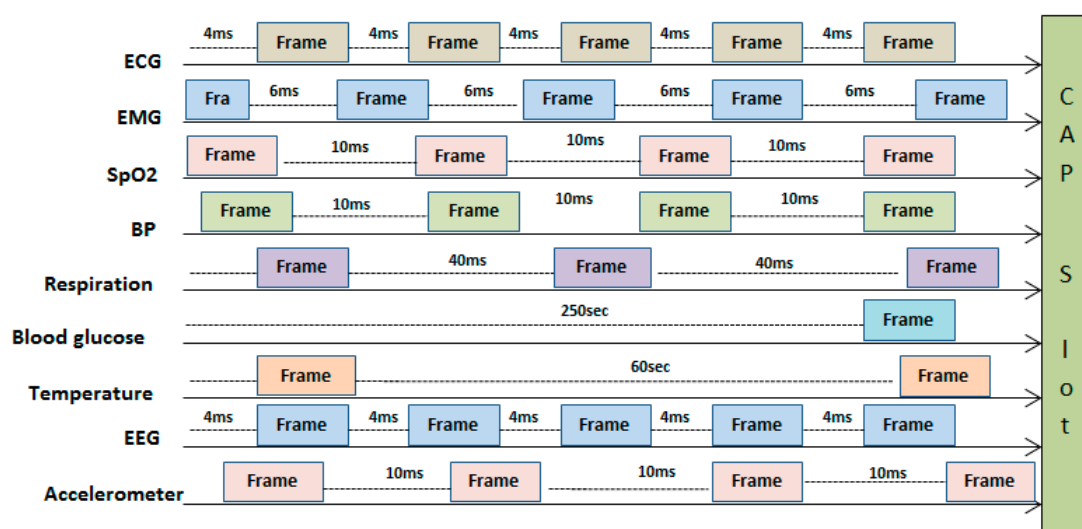 4ms Frame 4ms Frame 4ms Frame 4ms Frame 4ms Frame
ECG
Fra 6ms Frame 6ms Frame 6ms Frame 6ms Frame
EMG
Frame 10ms Frame 10ms Frame 10ms Frame
SpO2
Frame 10ms Frame 10ms Frame 10ms Frame
BP
Frame 40ms Frame 40ms Frame
Respiration
250sec Frame
Blood glucose
Frame 60sec Frame
Temperature
4ms Frame 4ms Frame 4ms Frame 4ms Frame 4ms Frame
EEG
Frame 10ms Frame 10ms Frame 10ms Frame
Accelerometer
C
A
P
S
l
o
t